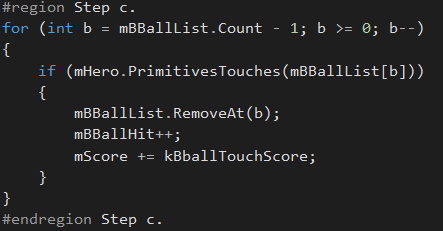 #region Step c.
for (int b = mBBallList.Count - 1; b >= 0; b--)
{
    if (mHero.PrimitivesTouches(mBBallList[b]))
    {
        mBBallList.RemoveAt(b);
        mBBallHit++;
        mScore += kBballTouchScore;
    }
}
#endregion Step c.